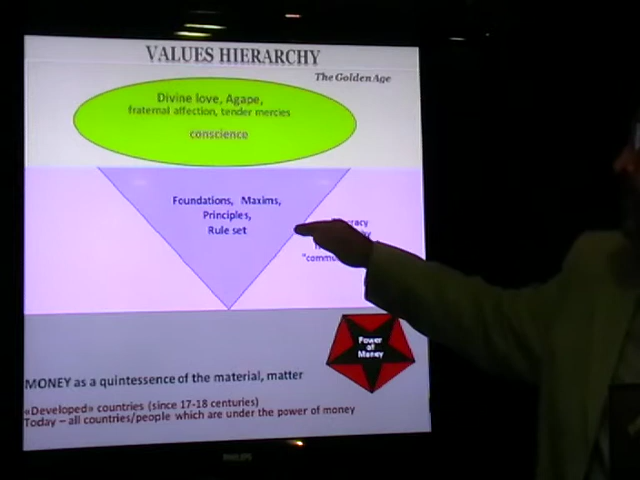 VALUES HIERARCHY
The Golden Age
Divine love, Agape,
fraternal affection, tender mercies
conscience
Foundations, Maxims,
Principles,
Rule set
Power
of
Money
MONEY as a quintessence of the material, matter
«Developed» countries (since 17-18 centuries)
Today – all countries/people which are under the power of money
PHILIPS